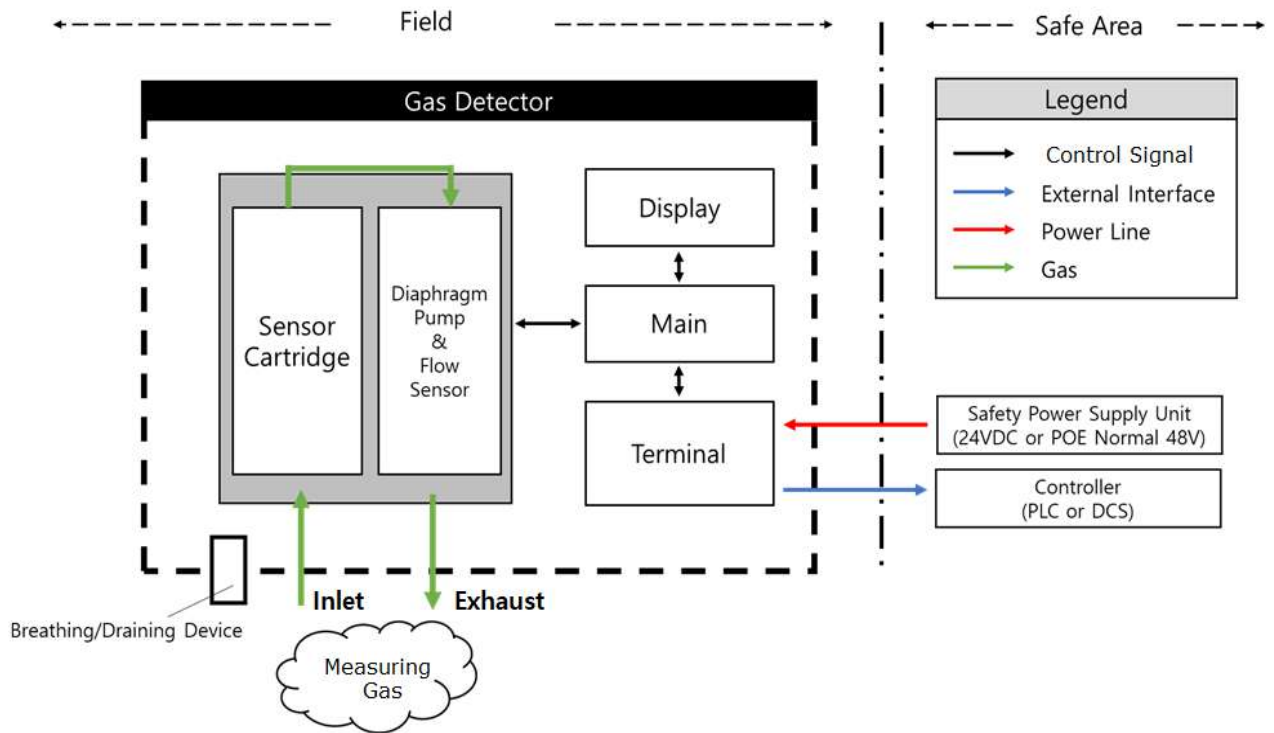 Field
Safe Area
Gas Detector
Legend
Control Signal
External Interface
Power Line
Gas
Sensor
Cartridge
Diaphragm
Pump
&
Flow
Sensor
Display
Main
Terminal
Safety Power Supply Unit
(24VDC or POE Normal 48V)
Controller
(PLC or DCS)
Inlet
Exhaust
Breathing/Draining Device
Measuring
Gas